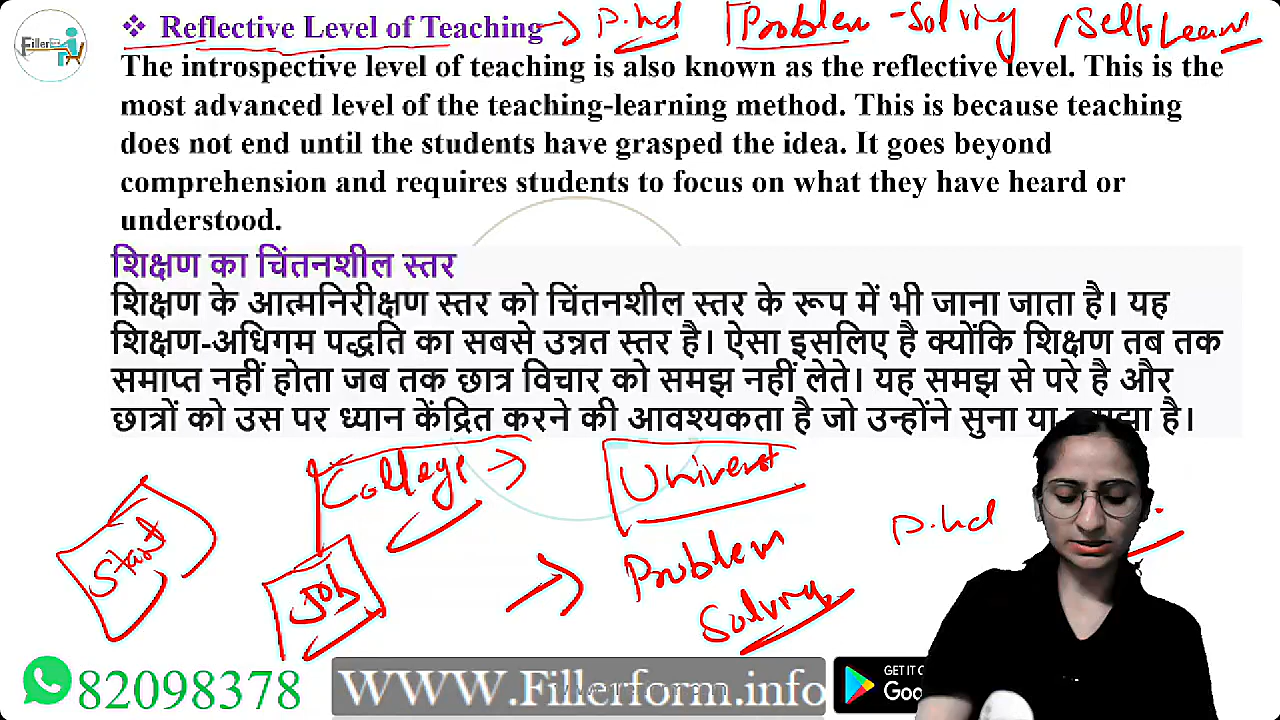 ❖ Reflective Level of Teaching → P.hd Problem-Solving / Self Learn
The introspective level of teaching is also known as the reflective level. This is the
most advanced level of the teaching-learning method. This is because teaching
does not end until the students have grasped the idea. It goes beyond
comprehension and requires students to focus on what they have heard or
understood.
शिक्षण का चिंतनशील स्तर
शिक्षण के आत्मनिरीक्षण स्तर को चिंतनशील स्तर के रूप में भी जाना जाता है। यह
शिक्षण-अधिगम पद्धति का सबसे उन्नत स्तर है। ऐसा इसलिए है क्योंकि शिक्षण तब तक
समाप्त नहीं होता जब तक छात्र विचार को समझ नहीं लेते। यह समझ से परे है और
छात्रों को उस पर ध्यान केंद्रित करने की आवश्यकता है जो उन्होंने सुना या है।
College →
P.hd
Job → Problem
Solving
82098378
WWW.Fillerform.info
GET IT
Goo